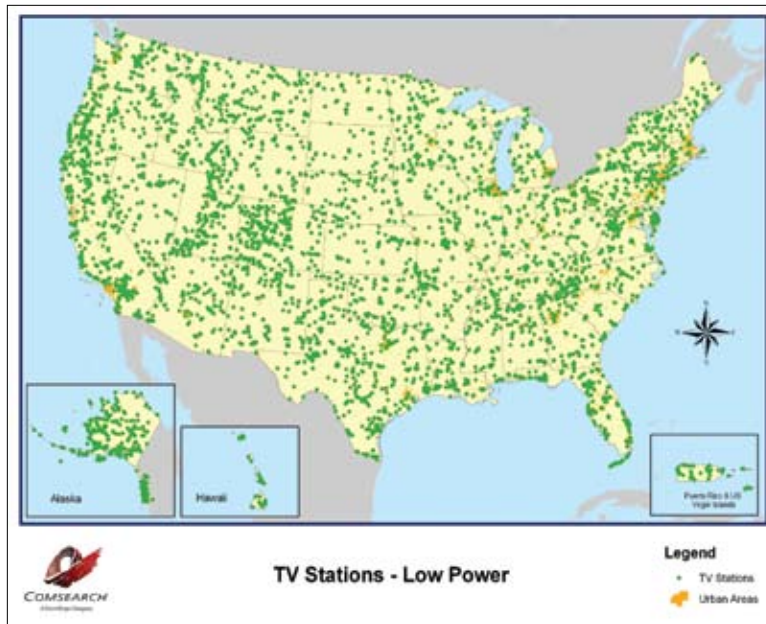 Alaska
Hawaii
Puerto Rico & US
Virgin Islands
N
COMSEARCH
TV Stations - Low Power
Legend
TV Stations
Urban Areas